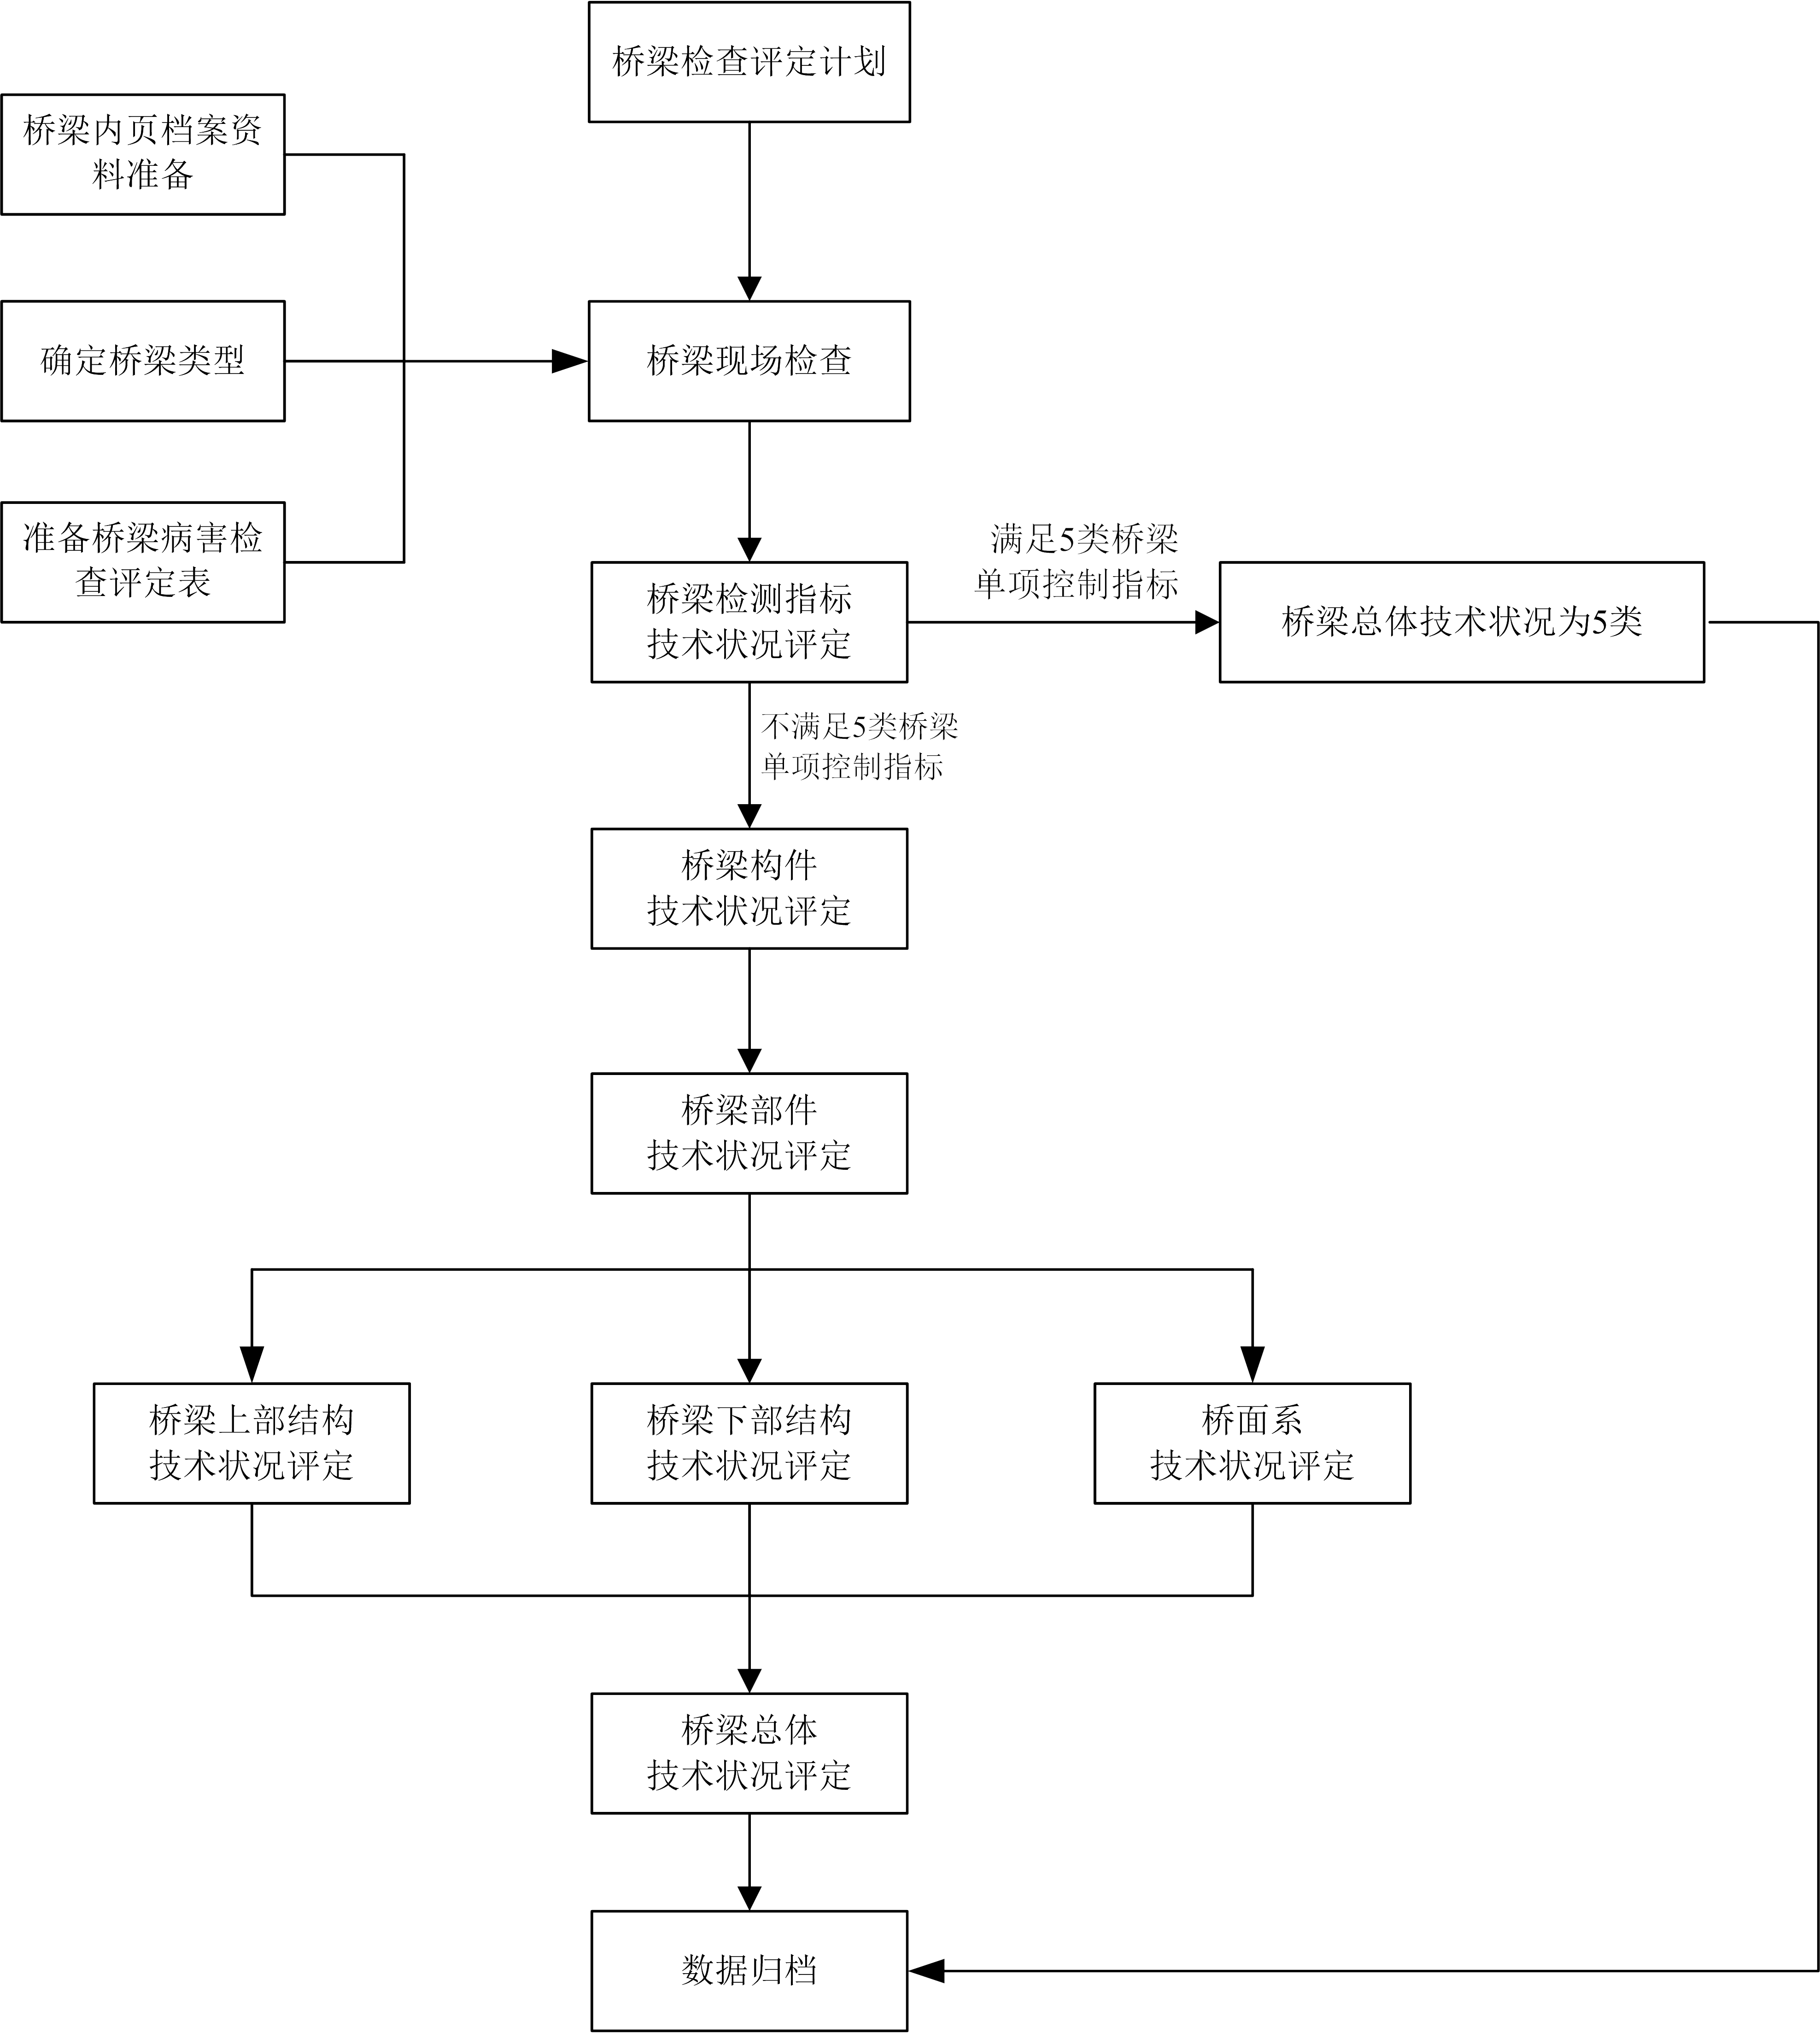 桥梁检查评定计划
桥梁内页档案资
料准备
确定桥梁类型
桥梁现场检查
准备桥梁病害检
查评定表
桥梁检测指标
技术状况评定
满足5类桥梁
单项控制指标
桥梁总体技术状况为5类
不满足5类桥梁
单项控制指标
桥梁构件
技术状况评定
桥梁部件
技术状况评定
桥梁上部结构
技术状况评定
桥梁下部结构
技术状况评定
桥面系
技术状况评定
桥梁总体
技术状况评定
数据归档